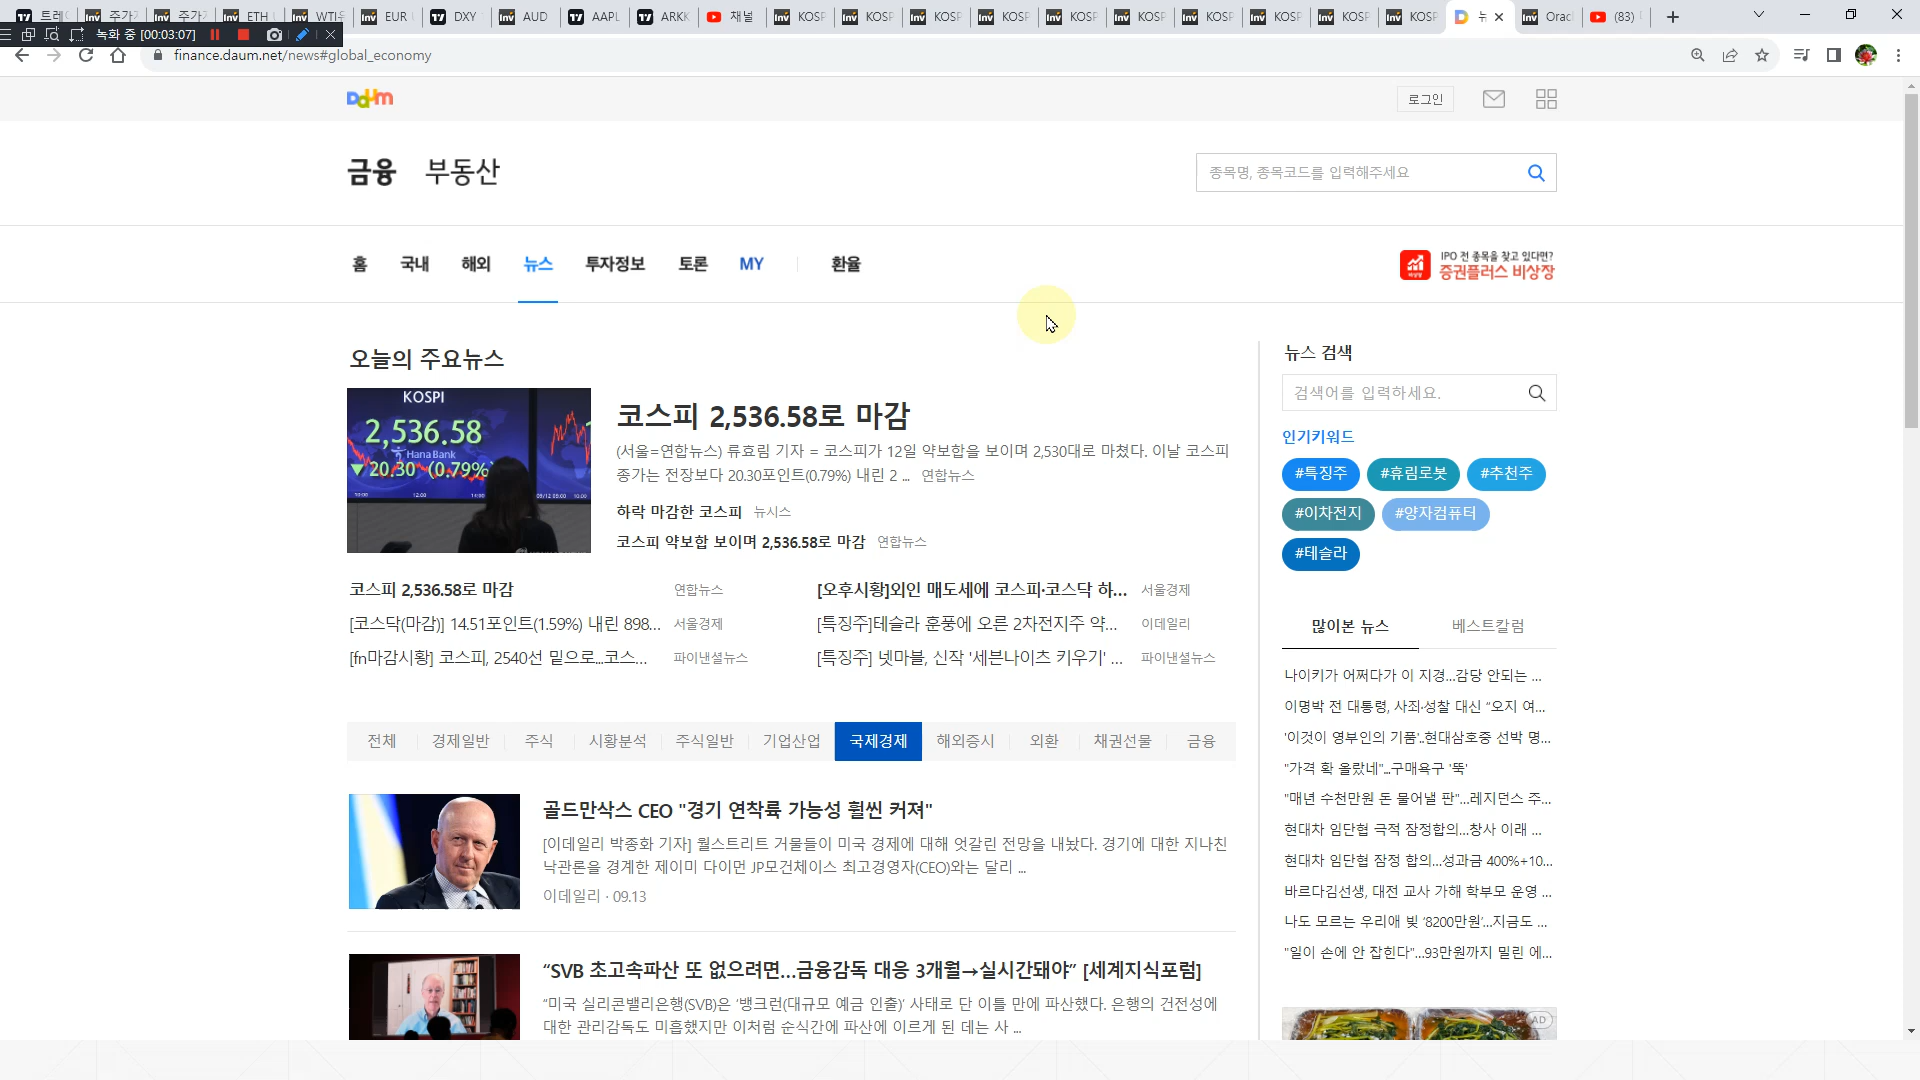 트레이
주가
주가
ETH
WTI
EUR
DXY
AUD
AAPL
ARKK
채널
KOSP
KOSP
KOSP
KOSP
KOSP
KOSP
KOSP
KOSP
KOSP
KOSP
뉴
Orac
(83)
녹화 중 [00:03:07]
finance.daum.net/news#global_economy
Daum
로그인
금융 부동산
종목명, 종목코드를 입력해주세요
홈 국내 해외 뉴스 투자정보 토론 MY 환율
IPO 전 종목을 찾고 있다면?
증권플러스 비상장
오늘의 주요뉴스
KOSPI
2,536.58
Hana Bank
▼20.30 (0.79%)
코스피 2,536.58로 마감
(서울=연합뉴스) 류효림 기자 = 코스피가 12일 약보합을 보이며 2,530대로 마쳤다. 이날 코스피
종가는 전장보다 20.30포인트(0.79%) 내린 2 ... 연합뉴스
하락 마감한 코스피 뉴시스
코스피 약보합 보이며 2,536.58로 마감 연합뉴스
코스피 2,536.58로 마감 연합뉴스
[오후시황]외인 매도세에 코스피·코스닥 하... 서울경제
[코스닥(마감)] 14.51포인트(1.59%) 내린 898... 서울경제
[특징주]테슬라 훈풍에 오른 2차전지주 약... 이데일리
[fn마감시황] 코스피, 2540선 밑으로...코스... 파이낸셜뉴스
[특징주] 넷마블, 신작 '세븐나이츠 키우기' ... 파이낸셜뉴스
전체 경제일반 주식 시황분석 주식일반 기업산업 국제경제 해외증시 외환 채권선물 금융
골드만삭스 CEO "경기 연착륙 가능성 훨씬 커져"
[이데일리 박종화 기자] 월스트리트 거물들이 미국 경제에 대해 엇갈린 전망을 내놨다. 경기에 대한 지나친
낙관론을 경계한 제이미 다이먼 JP모건체이스 최고경영자(CEO)와는 달리 ...
이데일리 · 09.13
“SVB 초고속파산 또 없으려면...금융감독 대응 3개월→실시간돼야” [세계지식포럼]
“미국 실리콘밸리은행(SVB)은 ‘뱅크런(대규모 예금 인출)’ 사태로 단 이틀 만에 파산했다. 은행의 건전성에
대한 관리감독도 미흡했지만 이처럼 순식간에 파산에 이르게 된 데는 사 ...
뉴스 검색
검색어를 입력하세요.
인기키워드
#특징주 #휴림로봇 #추천주
#이차전지 #양자컴퓨터
#테슬라
많이본 뉴스 베스트칼럼
나이키가 어쩌다가 이 지경...감당 안되는 ...
이명박 전 대통령, 사죄·성찰 대신 “오지 여...
'이것이 영부인의 기품'..현대삼호중 선박 명...
"가격 확 올랐네"...구매욕구 '뚝'
"매년 수천만원 돈 물어낼 판"...레지던스 주...
현대차 임단협 극적 잠정합의...창사 이래 ...
현대차 임단협 잠정 합의...성과금 400%+10...
바르다김선생, 대전 교사 가해 학부모 운영 ...
나도 모르는 우리애 빚 ‘8200만원’...지금도 ...
"일이 손에 안 잡힌다"...93만원까지 밀린 에...
AD